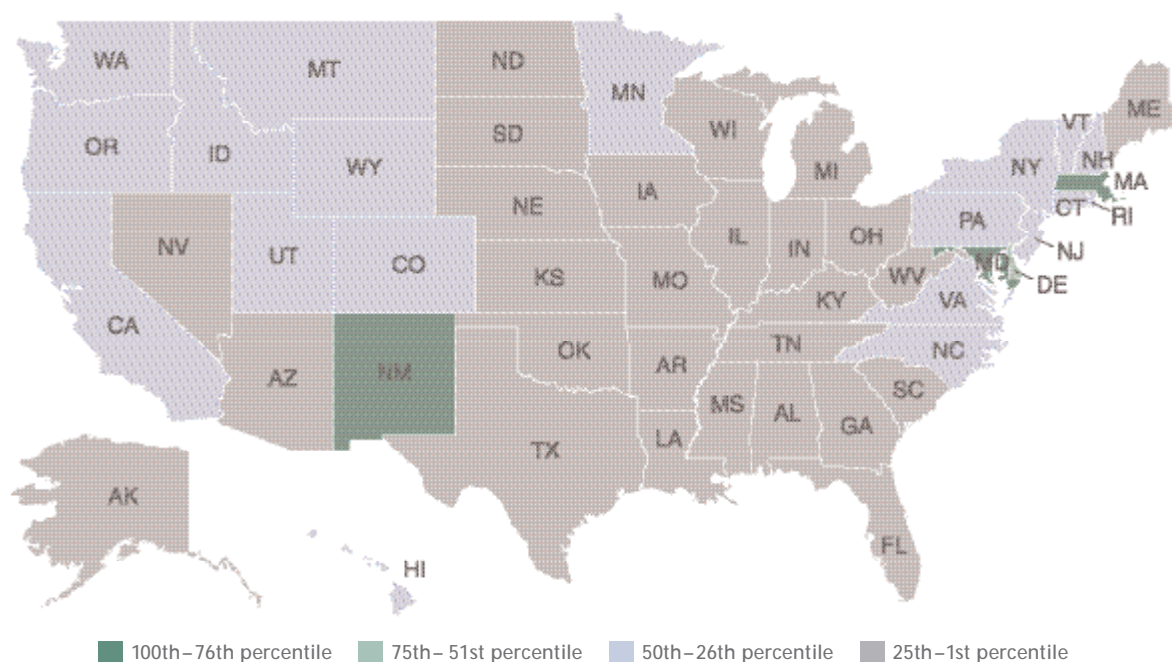 WA
MT
ND
MN
VT
ME
OR
ID
WY
SD
WI
MI
NY
NH
MA
NV
UT
CO
NE
IA
IL
IN
OH
PA
CT
RI
NJ
CA
KS
MO
KY
WV
MD
DE
VA
AZ
NM
OK
AR
TN
NC
TX
LA
MS
AL
GA
SC
AK
HI
FL
100th–76th percentile
75th–51st percentile
50th–26th percentile
25th–1st percentile